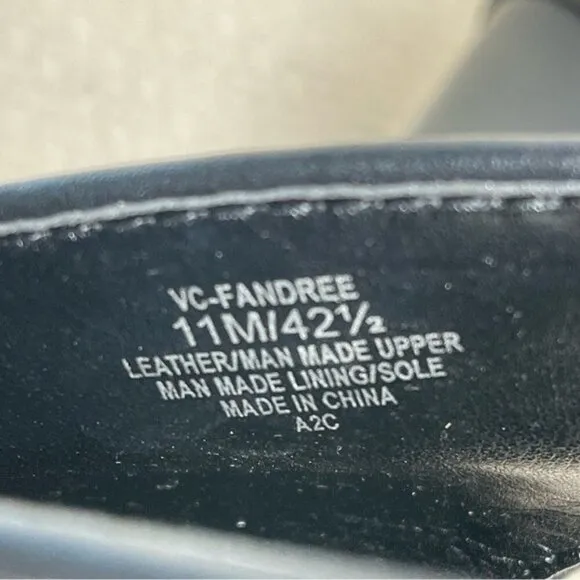 VC-FANDREE
11M/42½
LEATHER/MAN MADE UPPER
MAN MADE LINING/SOLE
MADE IN CHINA
A2C